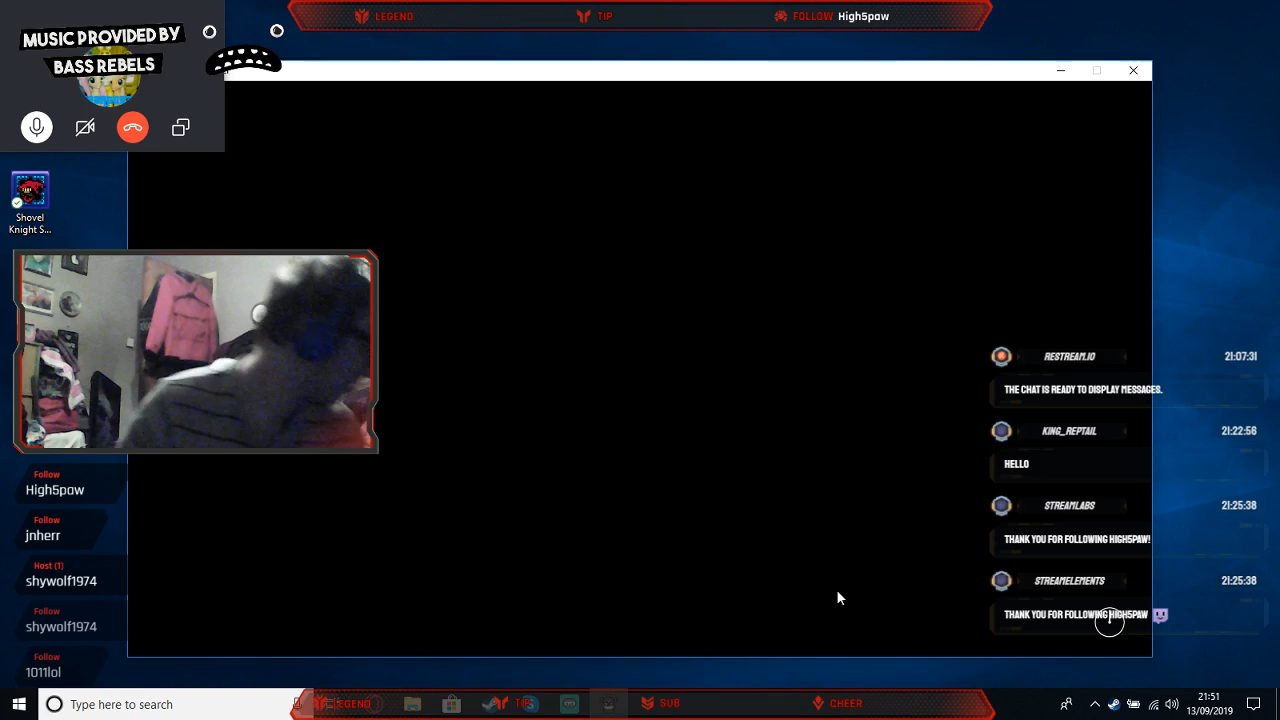 LEGEND
TIP
FOLLOW High5paw
MUSIC PROVIDED BY
BASS REBELS
Shovel
Knight S...
RESTREAM.IO
21:07:31
THE CHAT IS READY TO DISPLAY MESSAGES.
KING_REPTAIL
21:22:56
HELLO
STREAMLABS
21:25:38
THANK YOU FOR FOLLOWING HIGH5PAW!
STREAMELEMENTS
21:25:38
THANK YOU FOR FOLLOWING HIGH5PAW
Follow
High5paw
Follow
jnherr
Host (1)
shywolf1974
Follow
shywolf1974
Follow
1011lol
Type here to search
LEGEND
TIP
SUB
CHEER
21:51
13/09/2019